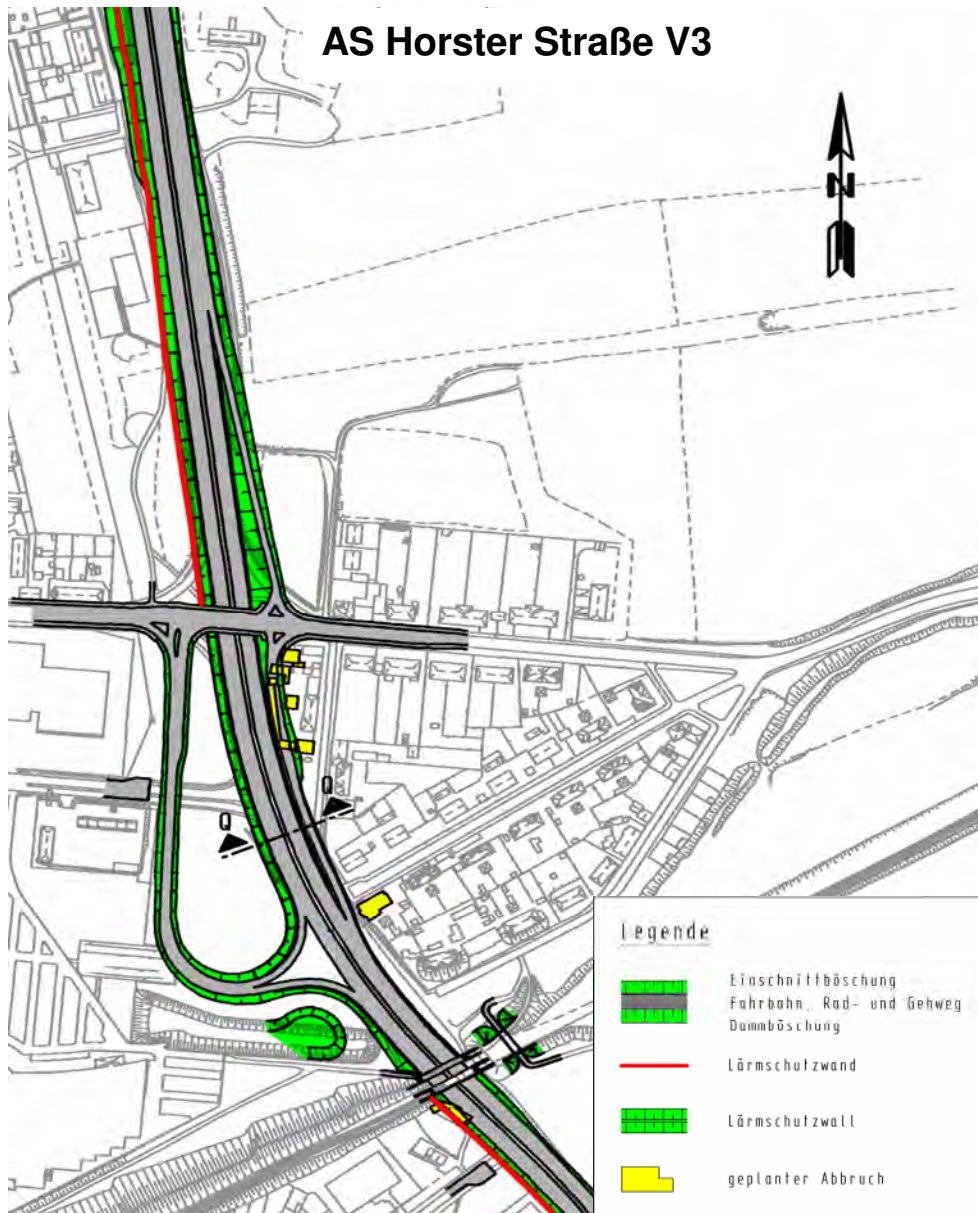 AS Horster Straße V3
N
Q
Q
Legende
Einschnittböschung
Fahrbahn, Rad- und Gehweg
Dammböschung
Lärmschutzwand
Lärmschutzwall
geplanter Abbruch